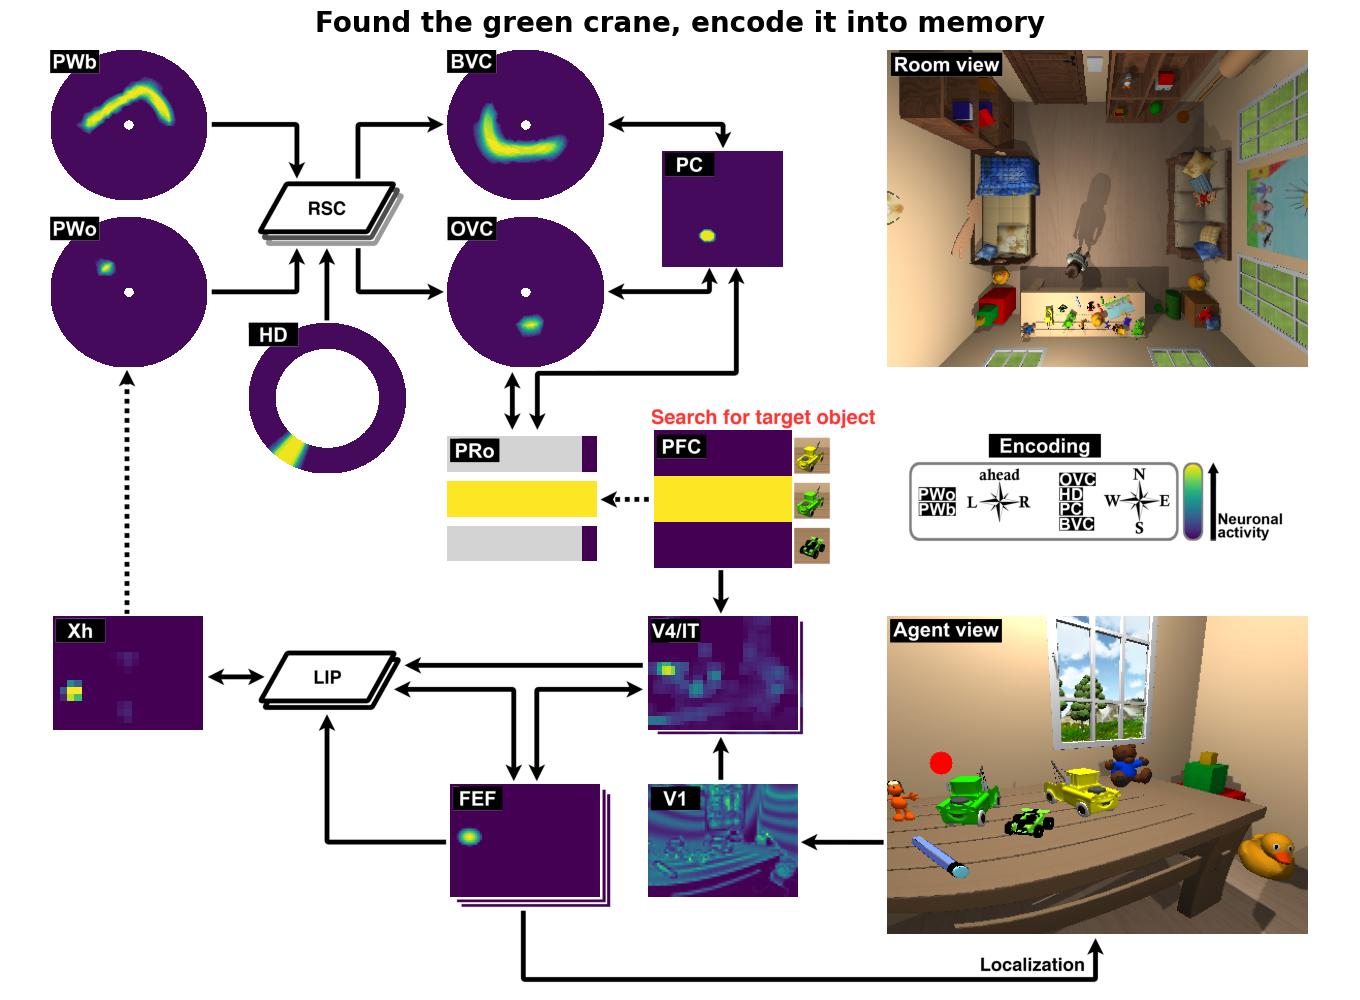 Found the green crane, encode it into memory
PWb
BVC
Room view
PC
RSC
PWo
OVC
HD
Search for target object
PRo
PFC
Encoding
ahead
L
R
PWo
PWb
OVC
HD
PC
BVC
N
W
E
S
Neuronal
activity
Xh
LIP
V4/IT
Agent view
FEF
V1
Localization